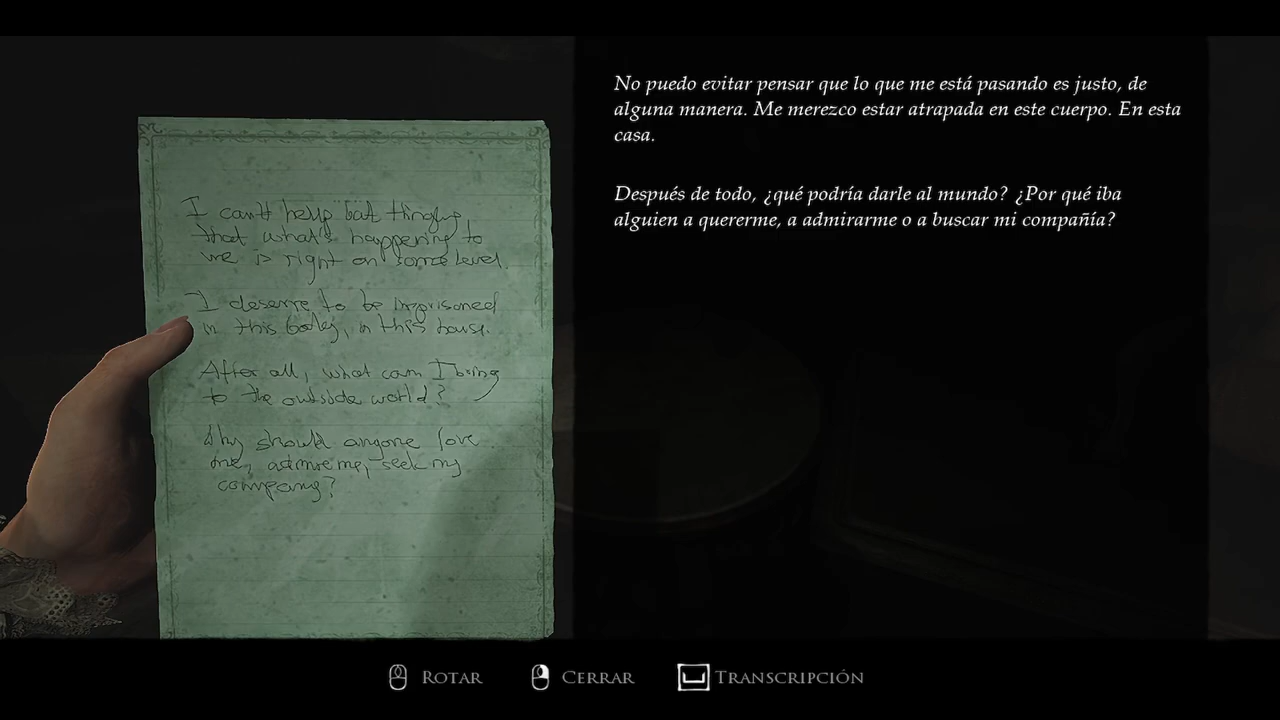 I can't help but thinging,
that what's happening to
me is right on some level.
I deserve to be imprisoned
in this body, in this house.
After all, what can I bring
to the outside world?
Why should anyone love
me, admire me, seek my
company?
No puedo evitar pensar que lo que me está pasando es justo, de
alguna manera. Me merezco estar atrapada en este cuerpo. En esta
casa.
Después de todo, ¿qué podría darle al mundo? ¿Por qué iba
alguien a quererme, a admirarme o a buscar mi compañía?
Rotar
Cerrar
Transcripción